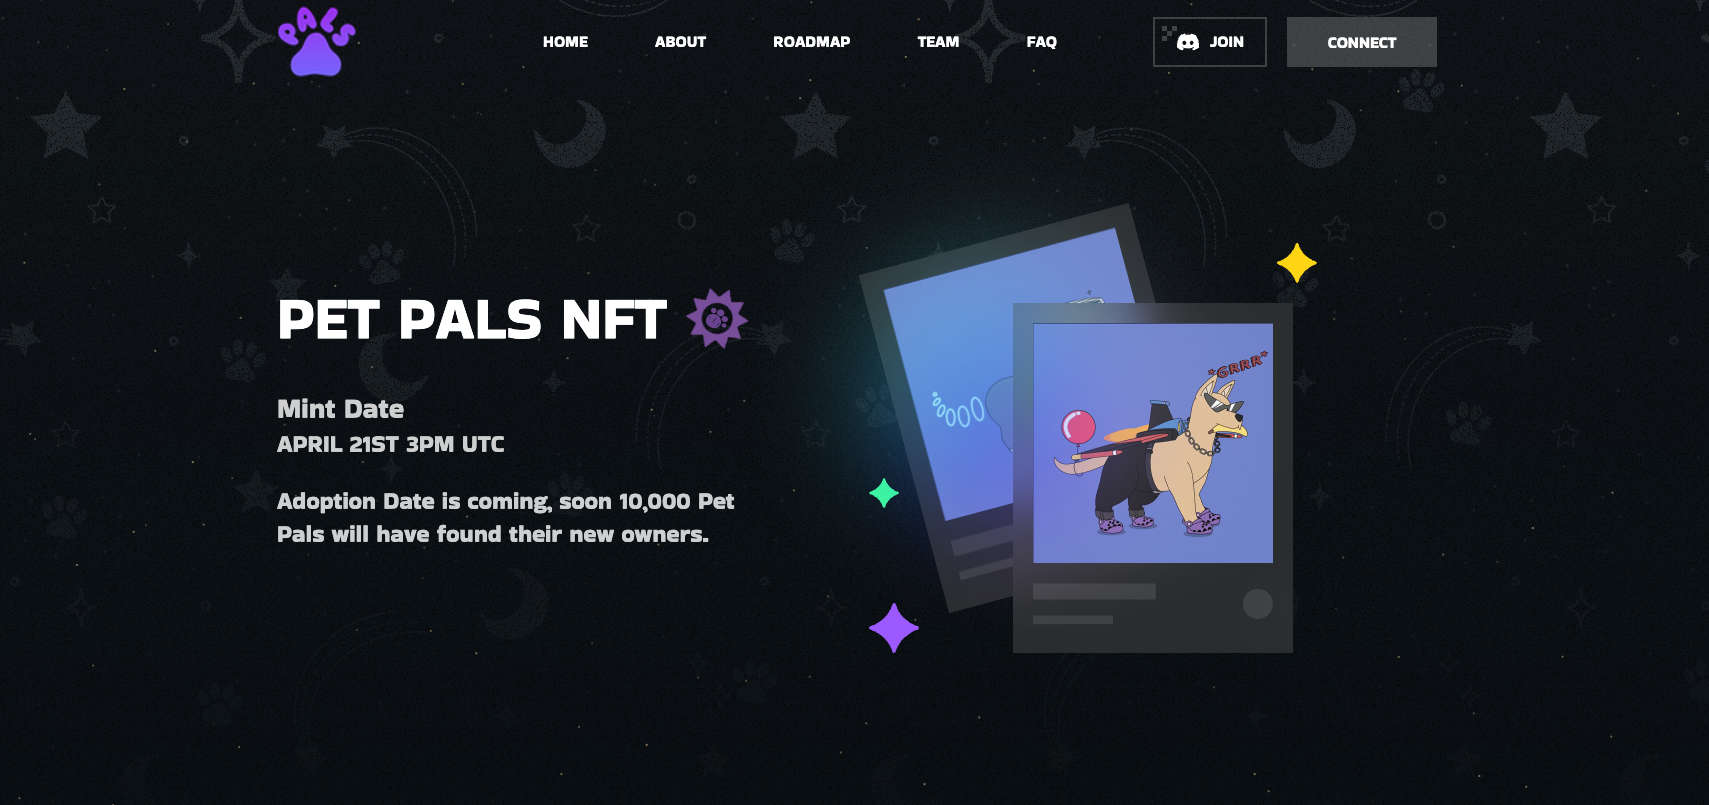 PALS
HOME
ABOUT
ROADMAP
TEAM
FAQ
JOIN
CONNECT
PET PALS NFT
*GRRR*
Mint Date
APRIL 21ST 3PM UTC
Adoption Date is coming, soon 10,000 Pet
Pals will have found their new owners.